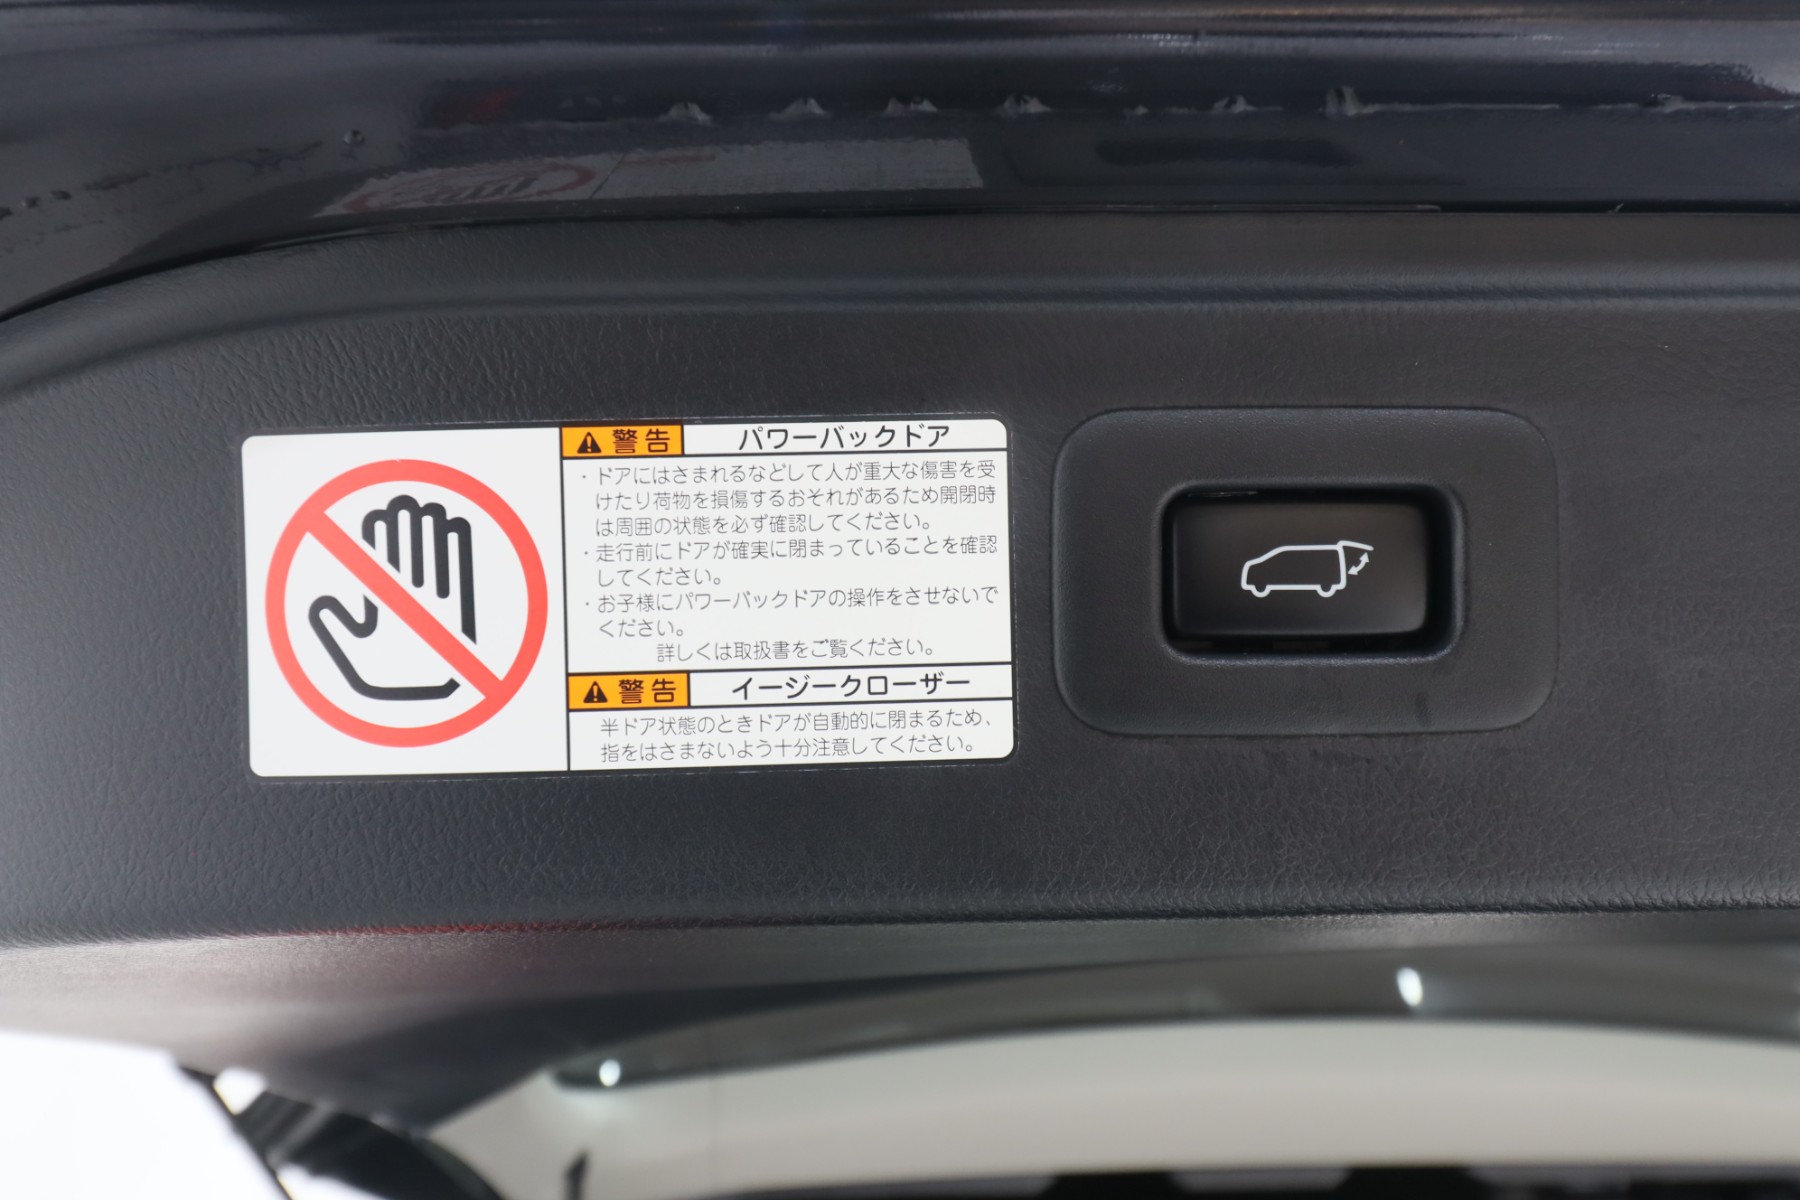 警告 パワーバックドア
・ドアにはさまれるなどして人が重大な傷害を受
けたり荷物を損傷するおそれがあるため開閉時
は周囲の状態を必ず確認してください。
・走行前にドアが確実に閉まっていることを確認
してください。
・お子様にパワーバックドアの操作をさせないで
ください。
詳しくは取扱書をご覧ください。
警告 イージークローザー
半ドア状態のときドアが自動的に閉まるため、
指をはさまないよう十分注意してください。